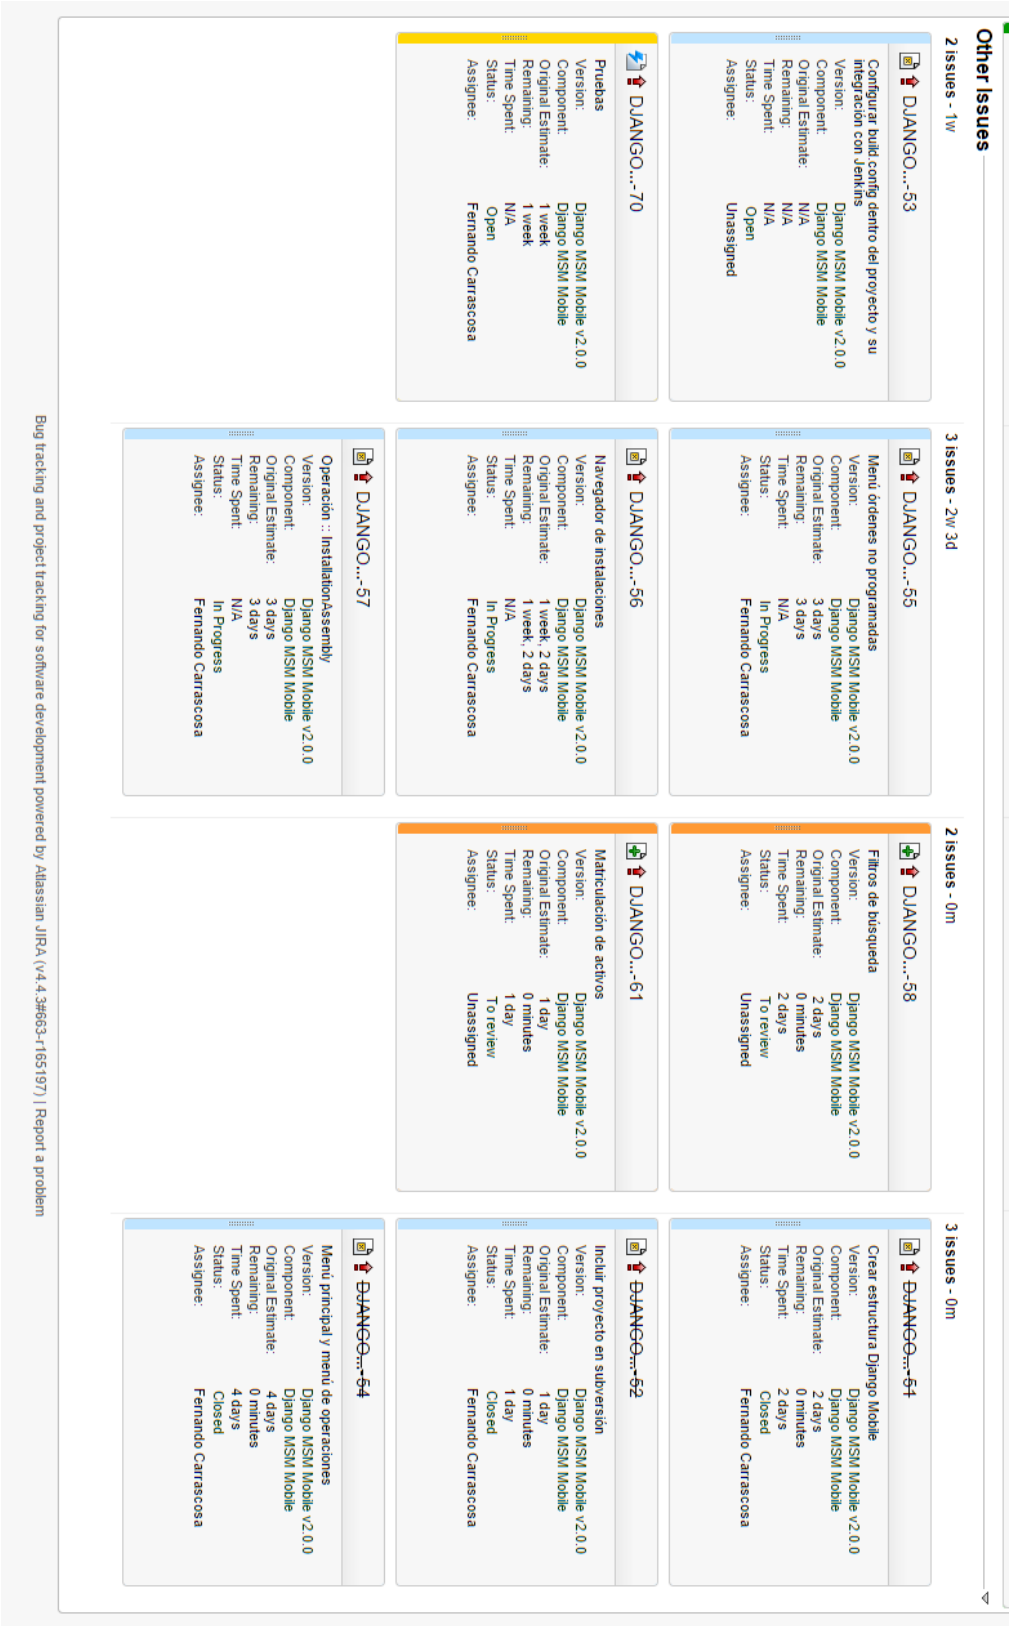 Other Issues
2 issues - 1w
DJANGO...-53
Configurar build.config dentro del proyecto y su
integración con Jenkins
Version: Django MSM Mobile v2.0.0
Component: Django MSM Mobile
Original Estimate: N/A
Remaining: N/A
Time Spent: N/A
Status: Open
Assignee: Unassigned
DJANGO...-70
Pruebas
Version: Django MSM Mobile v2.0.0
Component: Django MSM Mobile
Original Estimate: 1 week
Remaining: 1 week
Time Spent: N/A
Status: Open
Assignee: Fernando Carrascosa
3 issues - 2w 3d
DJANGO...-55
Menú órdenes no programadas
Version: Django MSM Mobile v2.0.0
Component: Django MSM Mobile
Original Estimate: 3 days
Remaining: 3 days
Time Spent: N/A
Status: In Progress
Assignee: Fernando Carrascosa
DJANGO...-56
Navegador de instalaciones
Version: Django MSM Mobile v2.0.0
Component: Django MSM Mobile
Original Estimate: 1 week, 2 days
Remaining: 1 week, 2 days
Time Spent: N/A
Status: In Progress
Assignee: Fernando Carrascosa
DJANGO...-57
Operación :: InstallationAssembly
Version: Django MSM Mobile v2.0.0
Component: Django MSM Mobile
Original Estimate: 3 days
Remaining: 3 days
Time Spent: N/A
Status: In Progress
Assignee: Fernando Carrascosa
2 issues - 0m
DJANGO...-58
Filtros de búsqueda
Version: Django MSM Mobile v2.0.0
Component: Django MSM Mobile
Original Estimate: 2 days
Remaining: 0 minutes
Time Spent: 2 days
Status: To review
Assignee: Unassigned
DJANGO...-61
Matriculación de activos
Version: Django MSM Mobile v2.0.0
Component: Django MSM Mobile
Original Estimate: 1 day
Remaining: 0 minutes
Time Spent: 1 day
Status: To review
Assignee: Unassigned
3 issues - 0m
DJANGO...-51
Crear estructura Django Mobile
Version: Django MSM Mobile v2.0.0
Component: Django MSM Mobile
Original Estimate: 2 days
Remaining: 0 minutes
Time Spent: 2 days
Status: Closed
Assignee: Fernando Carrascosa
DJANGO...-52
Incluir proyecto en subversión
Version: Django MSM Mobile v2.0.0
Component: Django MSM Mobile
Original Estimate: 1 day
Remaining: 0 minutes
Time Spent: 1 day
Status: Closed
Assignee: Fernando Carrascosa
DJANGO...-54
Menú principal y menú de operaciones
Version: Django MSM Mobile v2.0.0
Component: Django MSM Mobile
Original Estimate: 4 days
Remaining: 0 minutes
Time Spent: 4 days
Status: Closed
Assignee: Fernando Carrascosa
Bug tracking and project tracking for software development powered by Atlassian JIRA (v4.4.3#663-r165197) | Report a problem